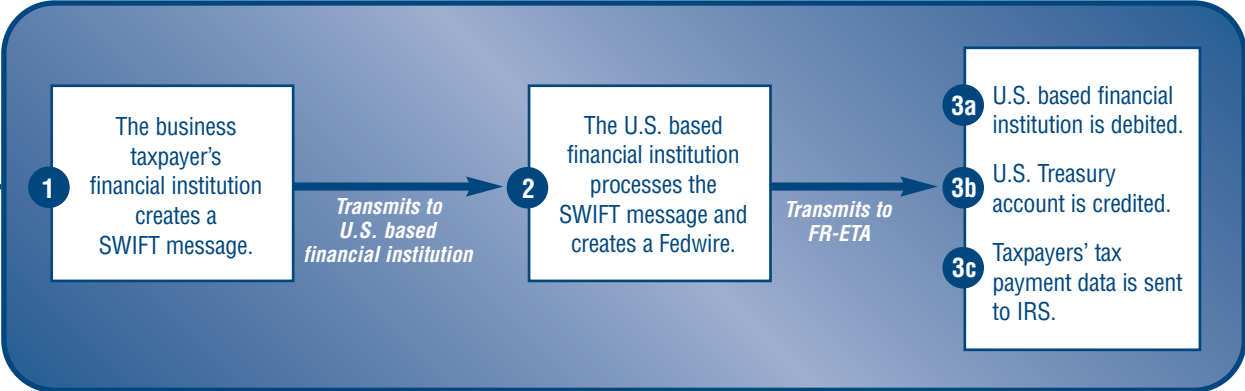 1
The business
taxpayer's
financial institution
creates a
SWIFT message.
Transmits to
U.S. based
financial institution
2
The U.S. based
financial institution
processes the
SWIFT message and
creates a Fedwire.
Transmits to
FR-ETA
3a
U.S. based financial
institution is debited.
3b
U.S. Treasury
account is credited.
3c
Taxpayers' tax
payment data is sent
to IRS.